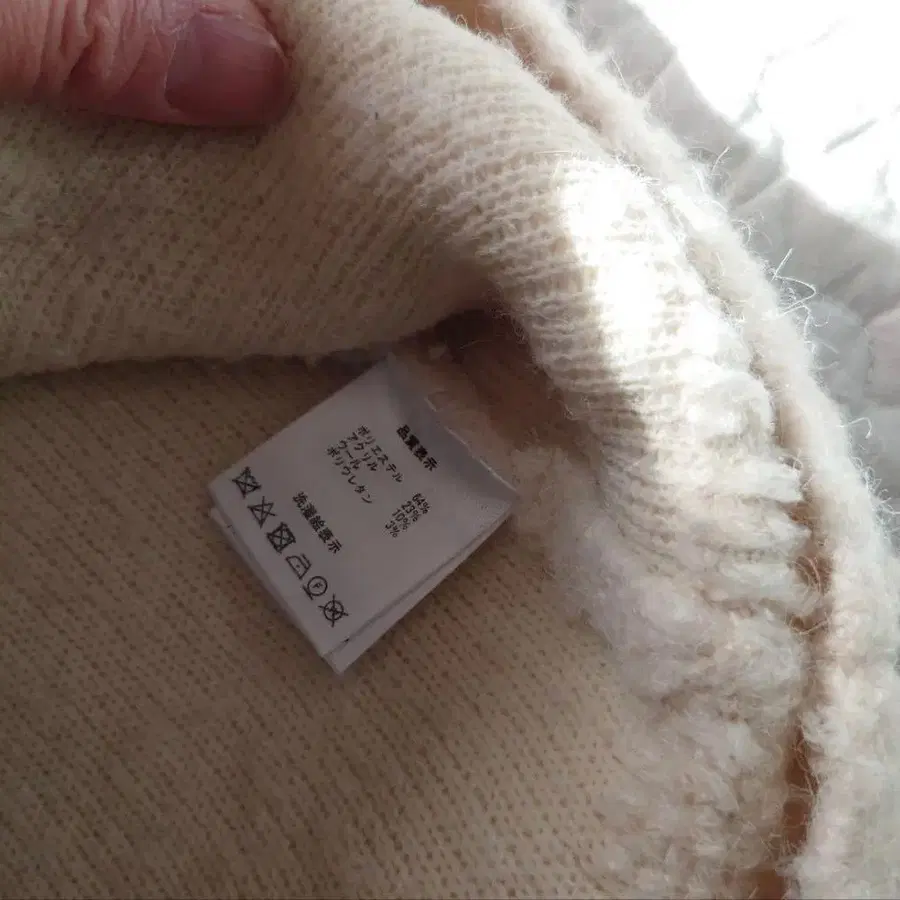 品質表示
ポリエステル 64%
アクリル 23%
ウール 10%
ポリウレタン 3%
洗濯絵表示